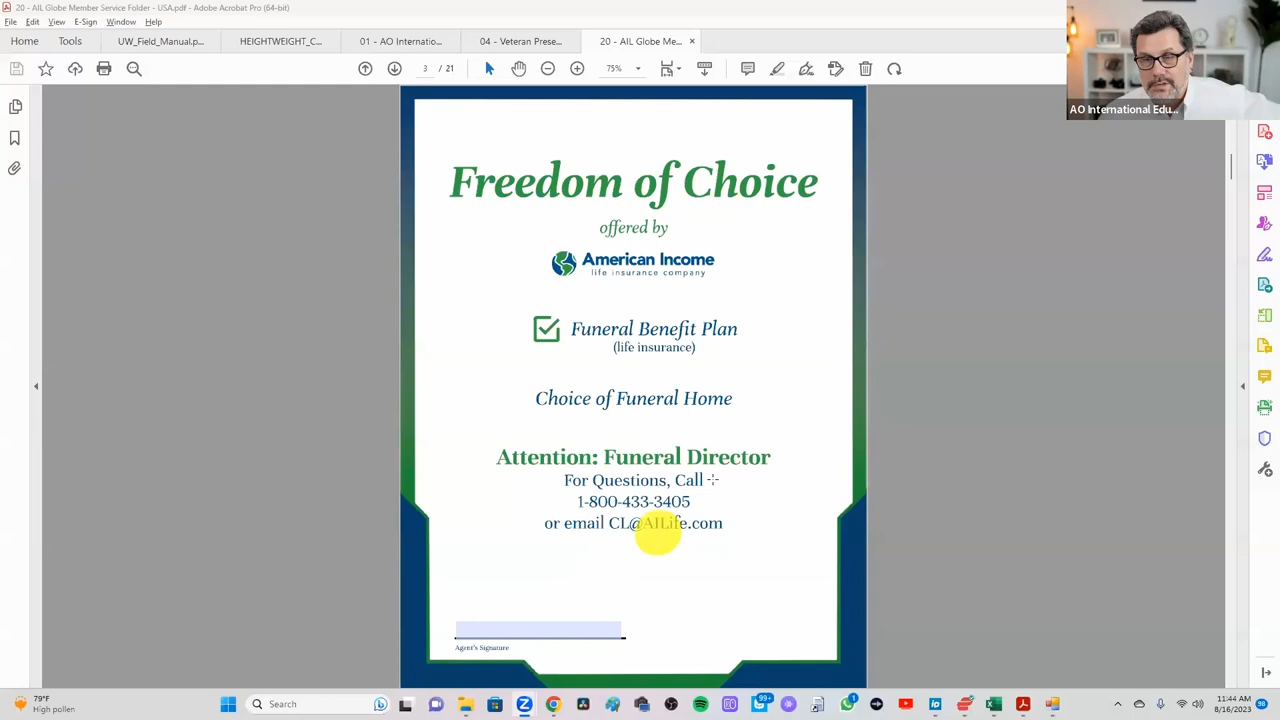 20 - AIL Globe Member Service Folder - USA.pdf - Adobe Acrobat Pro (64-bit)
File Edit View E-Sign Window Help
Home Tools UW_Field_Manual.p... HEIGHTWEIGHT_C... 04 - Veteran Prese... 20 - AIL Globe Me... ×
3 / 21 75%
AO International Edu...
Freedom of Choice
offered by
American Income
life insurance company
Funeral Benefit Plan
(life insurance)
Choice of Funeral Home
Attention: Funeral Director
For Questions, Call
1-800-433-3405
or email CL@AILife.com
Agent's Signature
79°F
High pollen
Search
99+
1
11:44 AM
8/16/2023
98